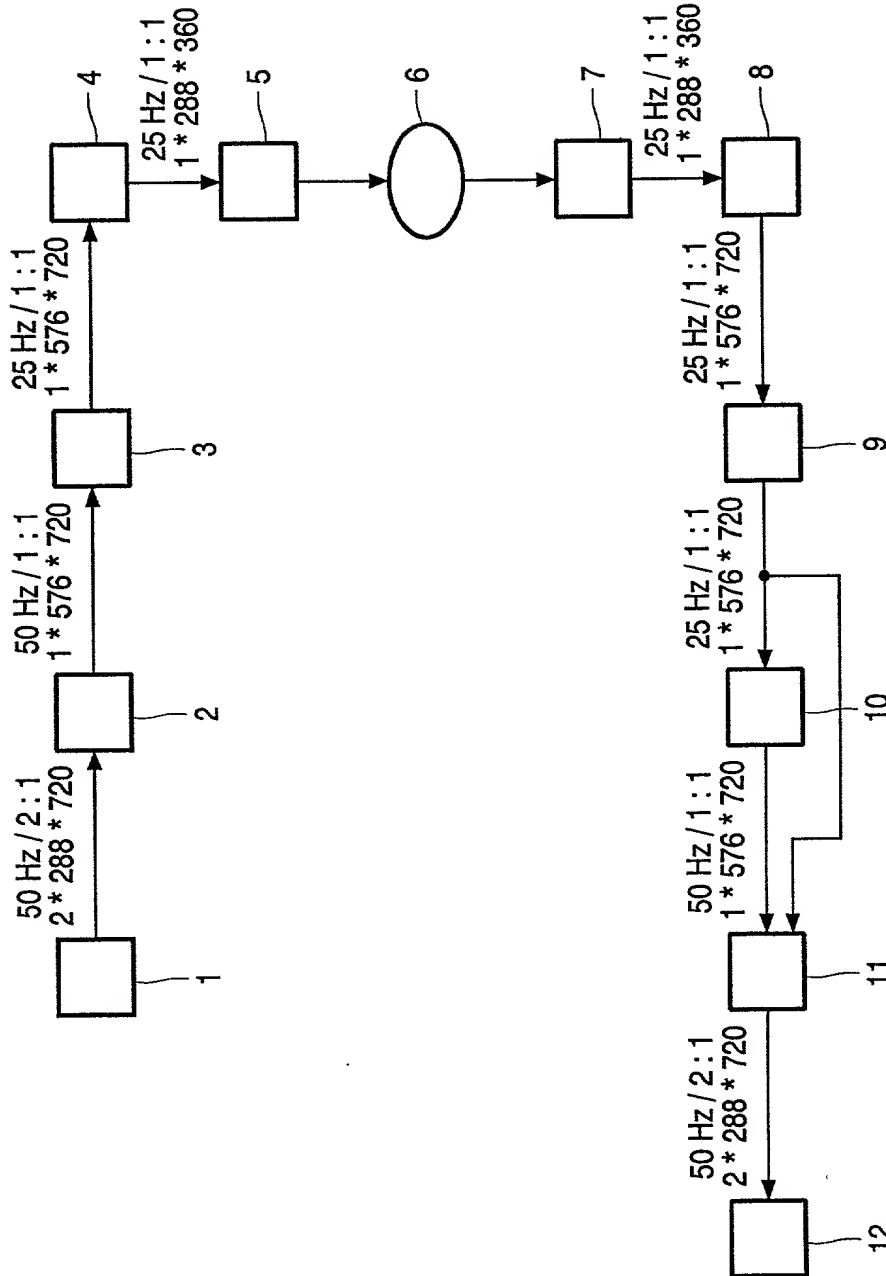 50 Hz / 2 : 1
2 * 288 * 720
50 Hz / 1 : 1
1 * 576 * 720
25 Hz / 1 : 1
1 * 576 * 720
25 Hz / 1 : 1
1 * 288 * 360
1
2
3
4
5
6
7
25 Hz / 1 : 1
1 * 288 * 360
8
25 Hz / 1 : 1
1 * 576 * 720
9
25 Hz / 1 : 1
1 * 576 * 720
10
50 Hz / 1 : 1
1 * 576 * 720
11
50 Hz / 2 : 1
2 * 288 * 720
12